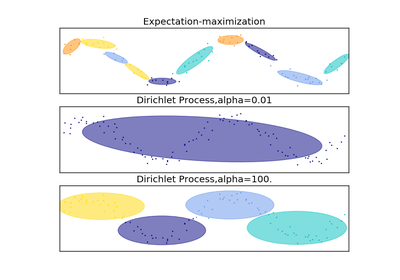 Expectation-maximization
Dirichlet Process,alpha=0.01
Dirichlet Process,alpha=100.